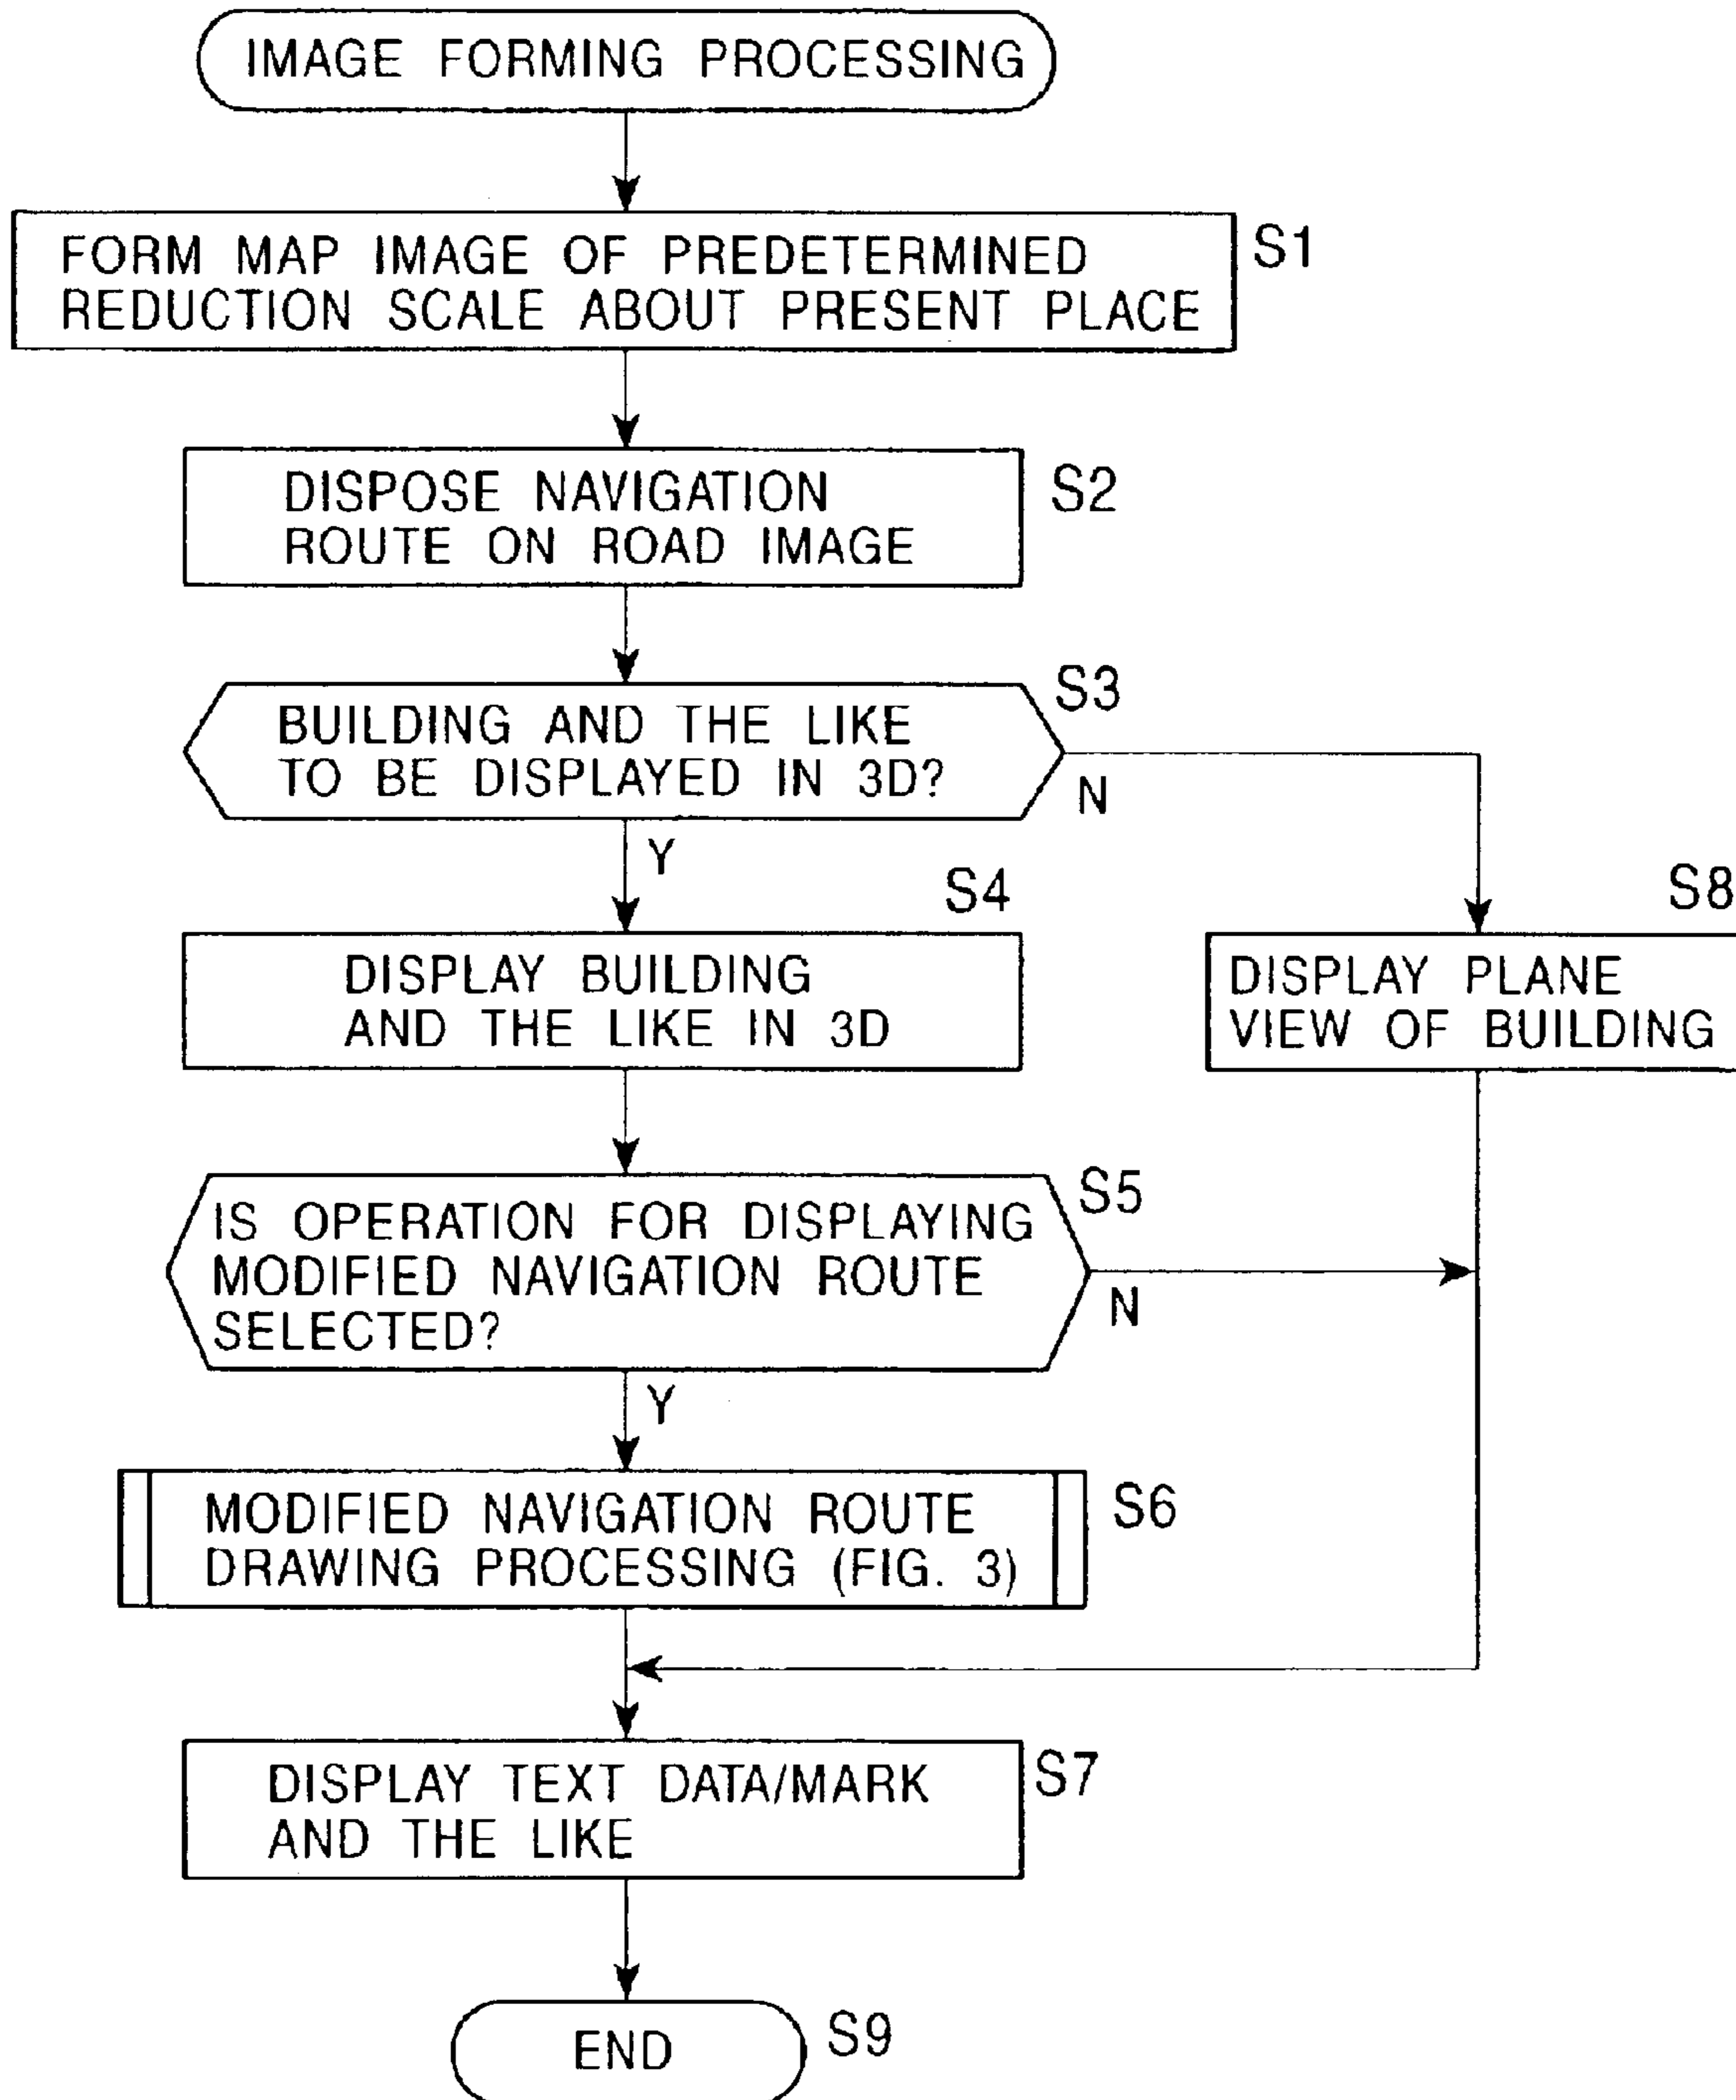 IMAGE FORMING PROCESSING
FORM MAP IMAGE OF PREDETERMINED
REDUCTION SCALE ABOUT PRESENT PLACE
S1
DISPOSE NAVIGATION
ROUTE ON ROAD IMAGE
S2
BUILDING AND THE LIKE
TO BE DISPLAYED IN 3D?
S3
N
Y
S4
DISPLAY BUILDING
AND THE LIKE IN 3D
S8
DISPLAY PLANE
VIEW OF BUILDING
IS OPERATION FOR DISPLAYING
MODIFIED NAVIGATION ROUTE
SELECTED?
S5
N
Y
MODIFIED NAVIGATION ROUTE
DRAWING PROCESSING (FIG. 3)
S6
DISPLAY TEXT DATA/MARK
AND THE LIKE
S7
END
S9